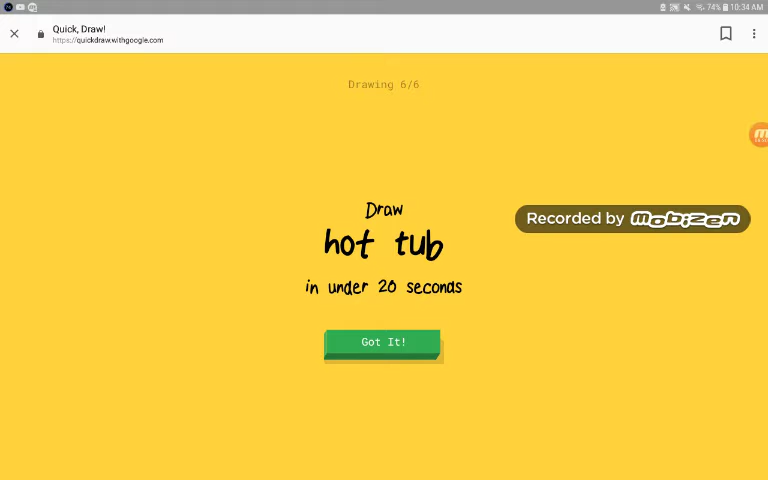 74% 10:34 AM
Quick, Draw!
https://quickdraw.withgoogle.com
Drawing 6/6
Draw
hot tub
in under 20 seconds
Recorded by Mobizen
Got It!